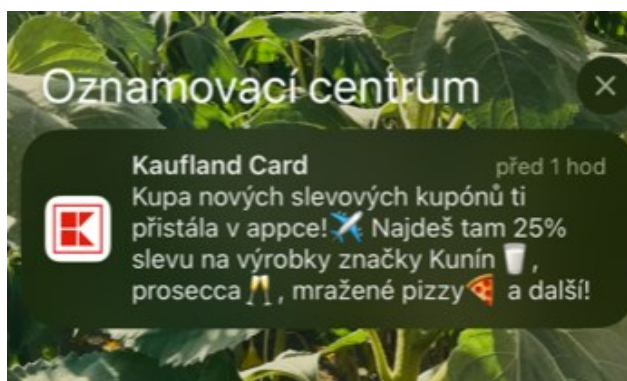 Oznamovací centrum
Kaufland Card
před 1 hod
Kupa nových slevových kupónů ti
přistála v appce!✈️ Najdeš tam 25%
slevu na výrobky značky Kunín🥛,
prosecca🥂, mražené pizzy🍕 a další!